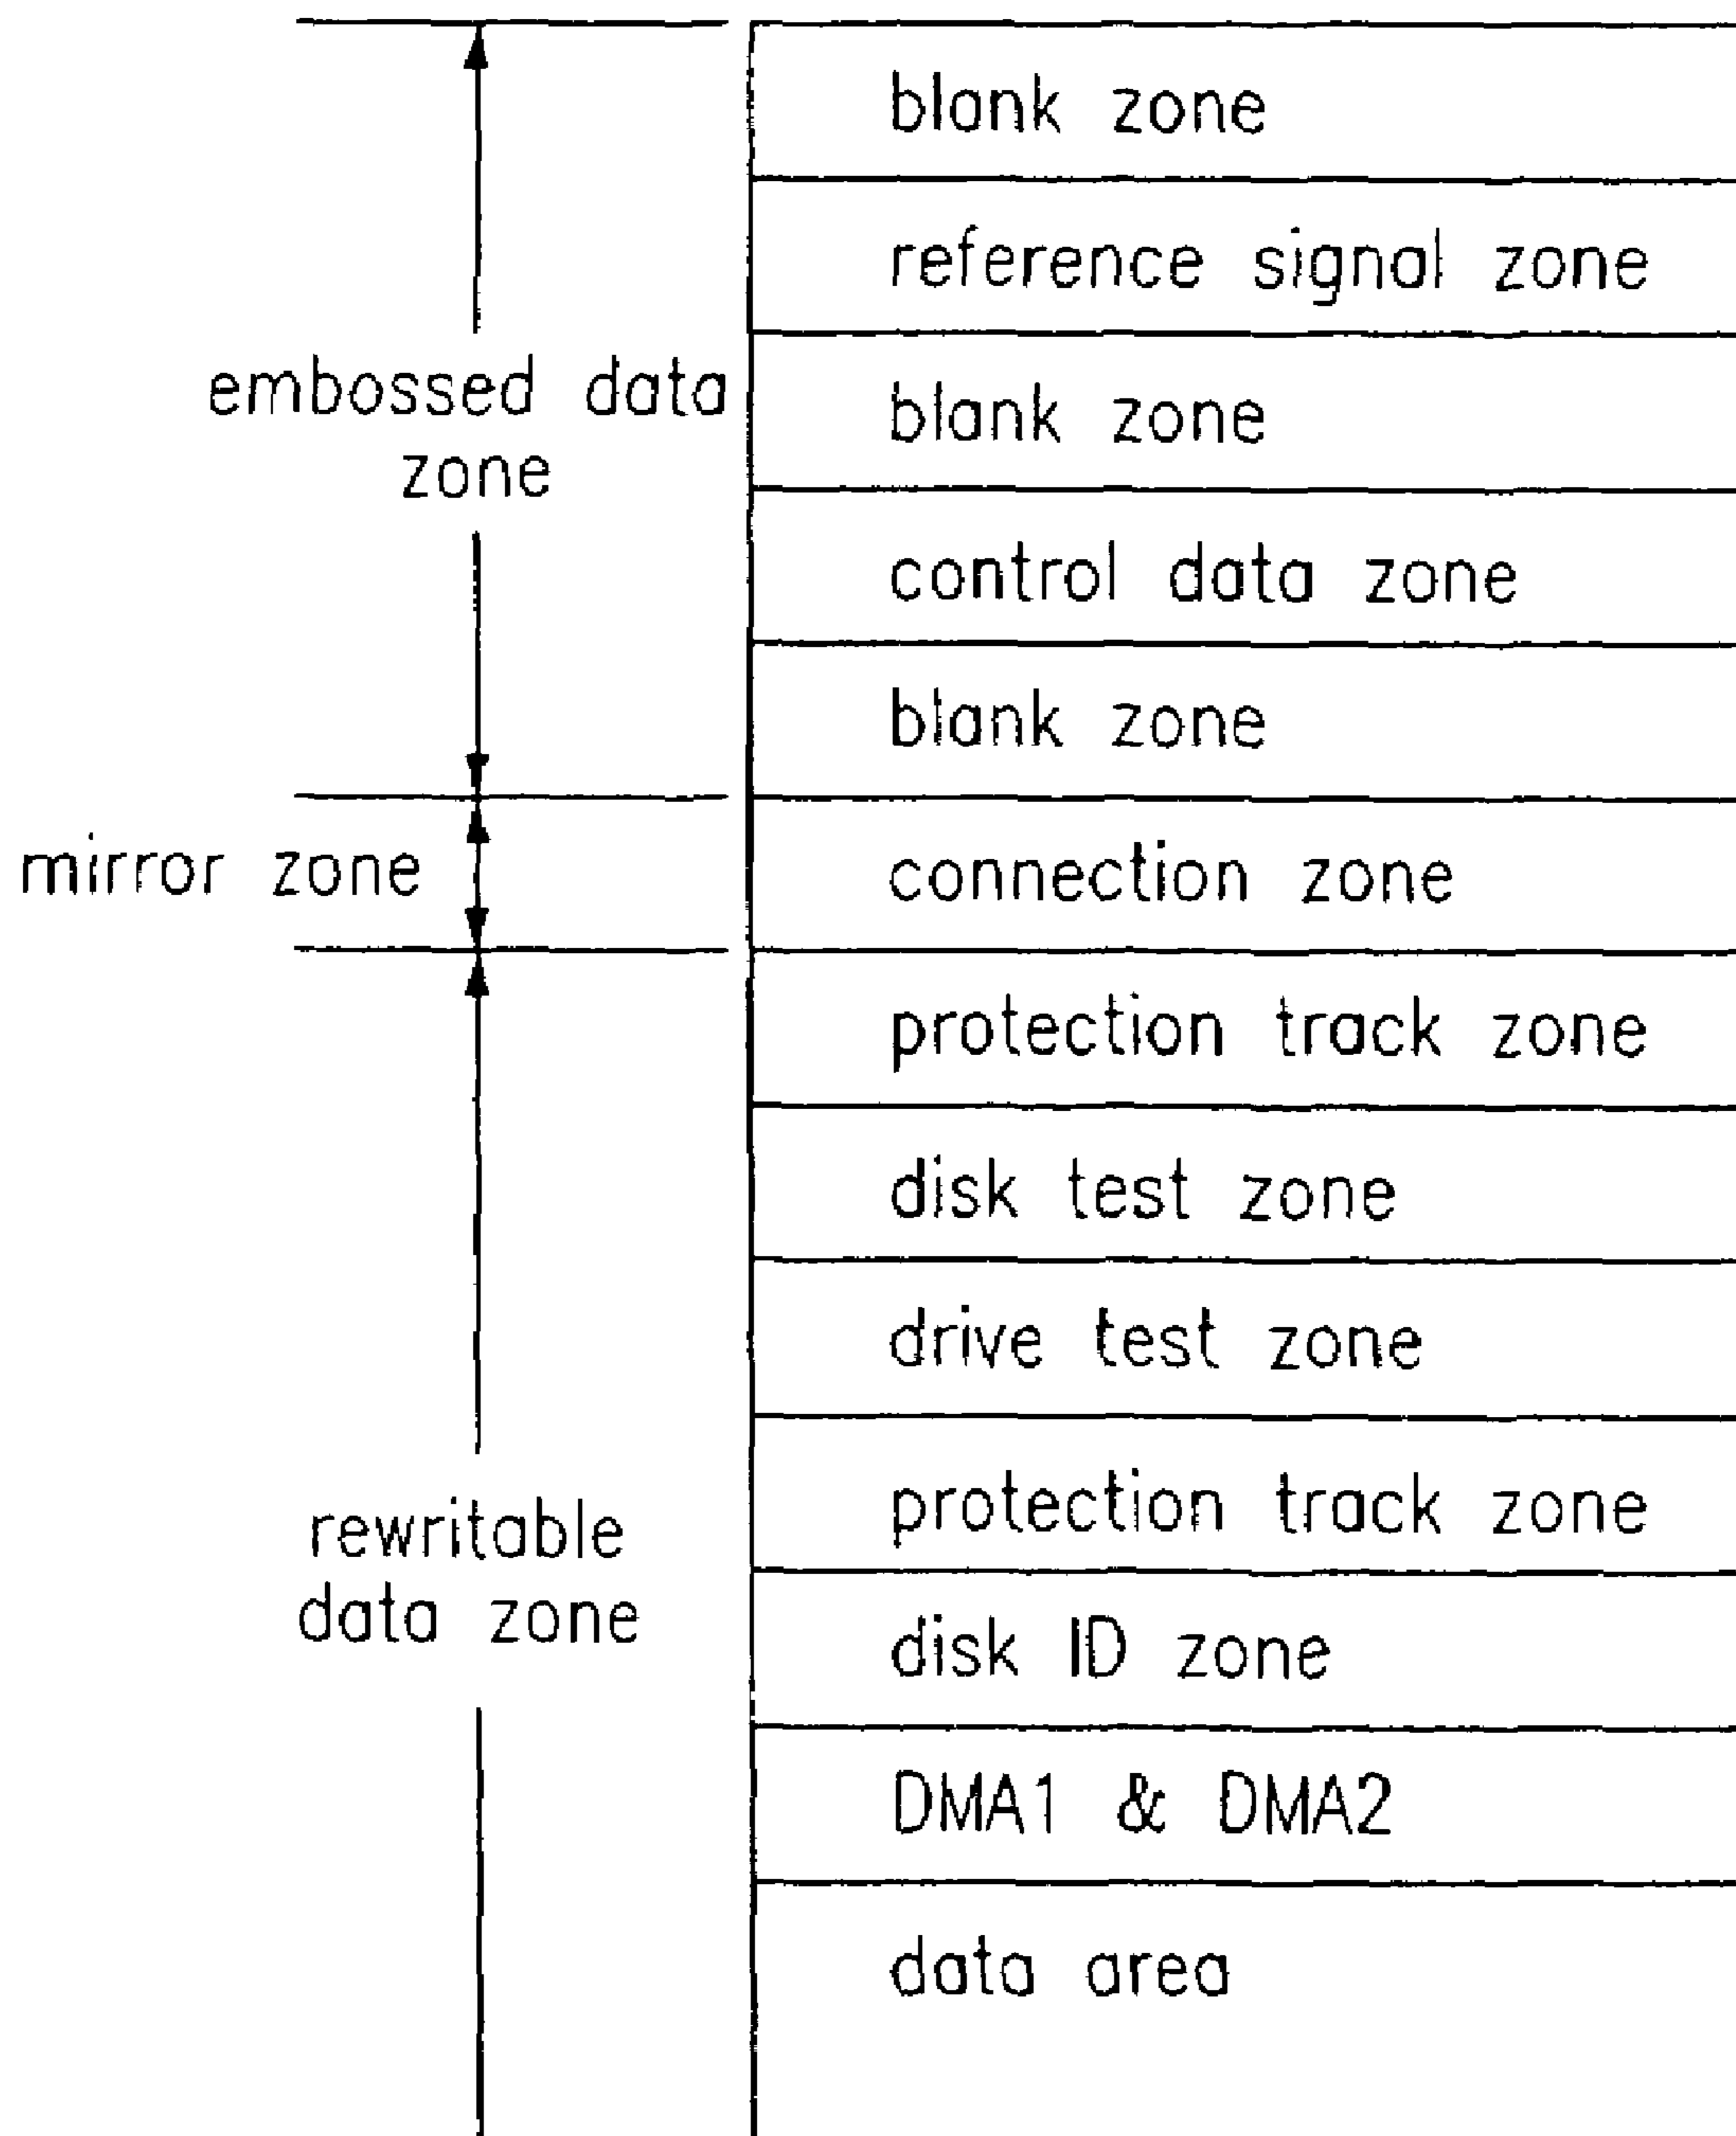 embossed data
zone
mirror zone
rewritable
data zone
blank zone
reference signal zone
blank zone
control data zone
blank zone
connection zone
protection track zone
disk test zone
drive test zone
protection track zone
disk ID zone
DMA1 & DMA2
data area